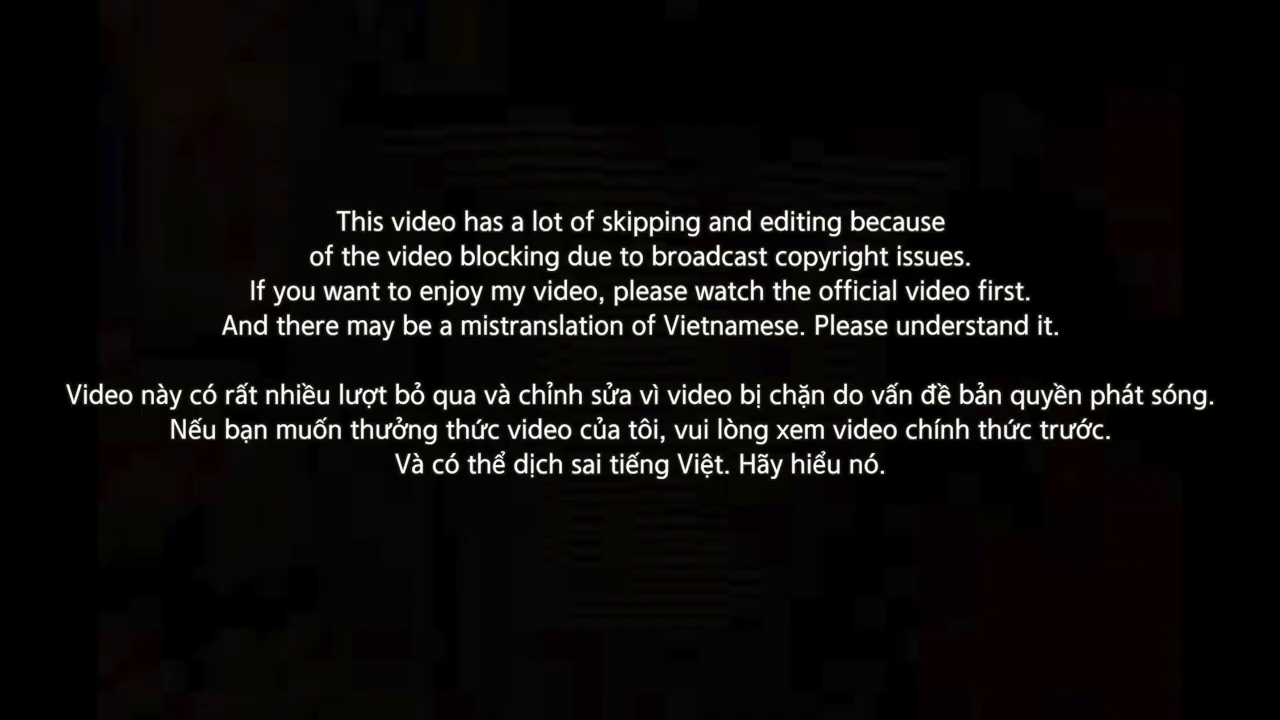 This video has a lot of skipping and editing because
of the video blocking due to broadcast copyright issues.
If you want to enjoy my video, please watch the official video first.
And there may be a mistranslation of Vietnamese. Please understand it.
Video này có rất nhiều lượt bỏ qua và chỉnh sửa vì video bị chặn do vấn đề bản quyền phát sóng.
Nếu bạn muốn thưởng thức video của tôi, vui lòng xem video chính thức trước.
Và có thể dịch sai tiếng Việt. Hãy hiểu nó.